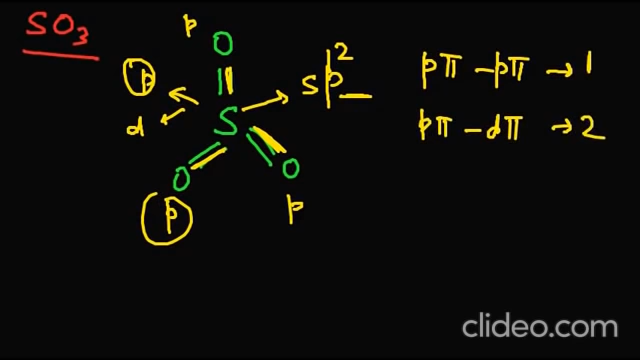 SO3
p
O
p
sp2
pπ - pπ → 1
d
S
pπ - dπ → 2
O
O
p
p
clideo.com